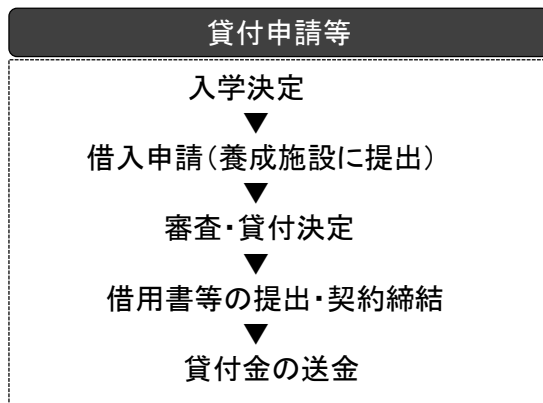 貸付申請等
入学決定
▼
借入申請（養成施設に提出）
▼
審査・貸付決定
▼
借用書等の提出・契約締結
▼
貸付金の送金